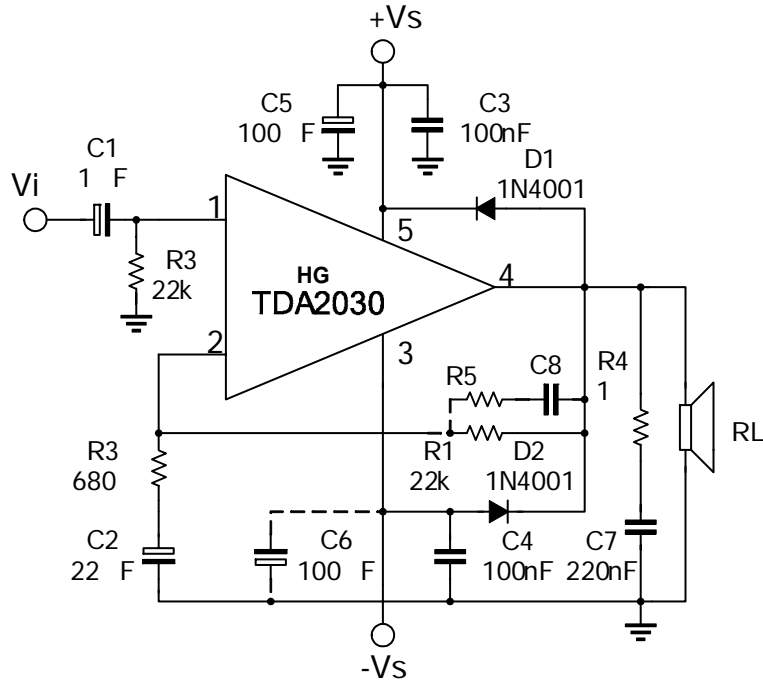 +Vs
C5
100 F
C3
100nF
D1
1N4001
C1
1 F
Vi
1
R3
22k
5
HG
TDA2030
4
2
3
R5
C8
R4
1
R3
680
R1
22k
D2
1N4001
RL
C2
22 F
C6
100 F
C4
100nF
C7
220nF
-Vs